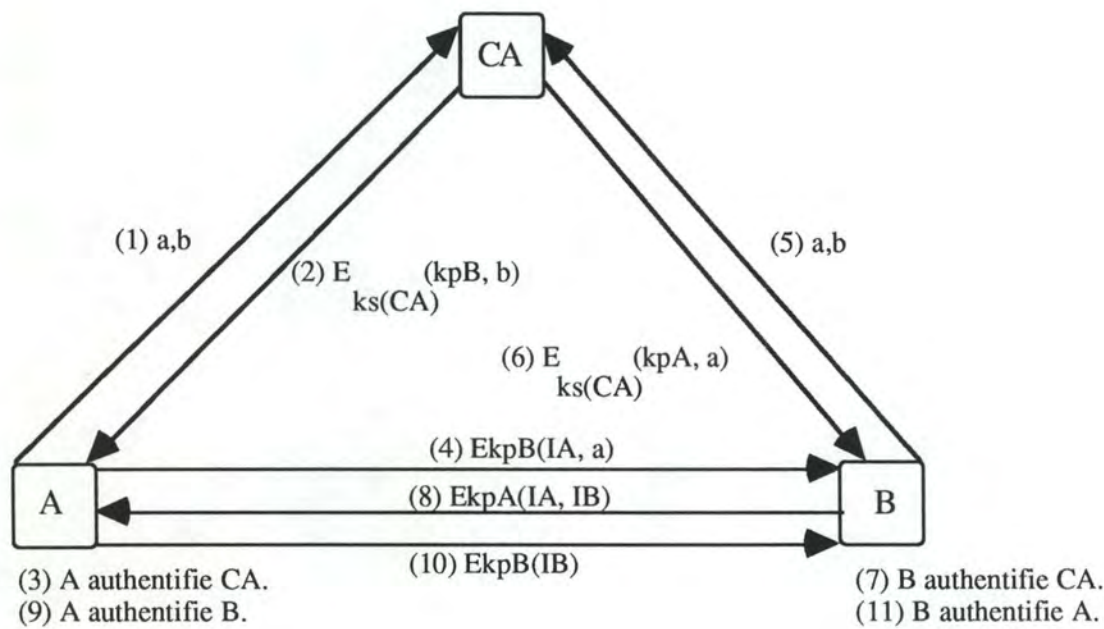 CA
(1) a,b
(5) a,b
(2) E (kpB, b)
ks(CA)
(6) E (kpA, a)
ks(CA)
(4) EkpB(IA, a)
A
(8) EkpA(IA, IB)
B
(10) EkpB(IB)
(3) A authentifie CA.
(7) B authentifie CA.
(9) A authentifie B.
(11) B authentifie A.